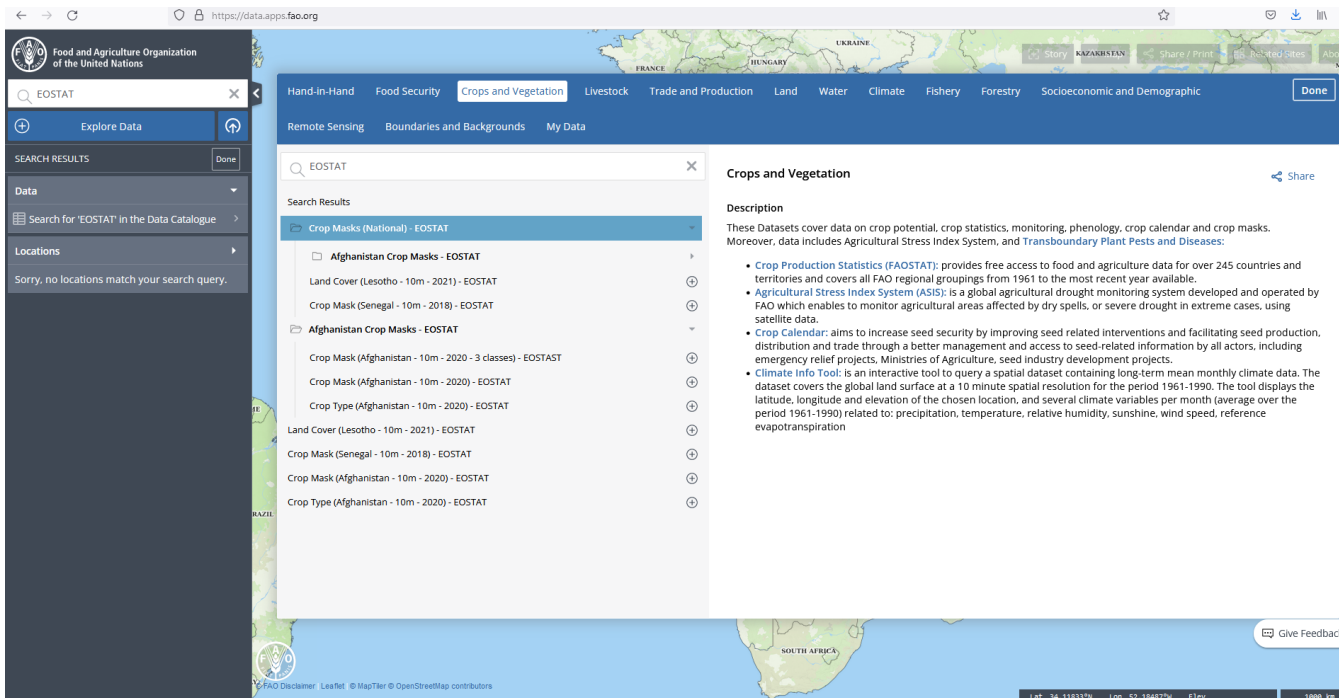 https://data.apps.fao.org
Food and Agriculture Organization
of the United Nations
EOSTAT
Explore Data
SEARCH RESULTS
Done
Data
Search for 'EOSTAT' in the Data Catalogue
Locations
Sorry, no locations match your search query.
UKRAINE
FRANCE
HUNGARY
Story
KAZAKHSTAN
Share / Print
Related Sites
Hand-in-Hand
Food Security
Crops and Vegetation
Livestock
Trade and Production
Land
Water
Climate
Fishery
Forestry
Socioeconomic and Demographic
Done
Remote Sensing
Boundaries and Backgrounds
My Data
EOSTAT
Search Results
Crop Masks (National) - EOSTAT
Afghanistan Crop Masks - EOSTAT
Land Cover (Lesotho - 10m - 2021) - EOSTAT
Crop Mask (Senegal - 10m - 2018) - EOSTAT
Afghanistan Crop Masks - EOSTAT
Crop Mask (Afghanistan - 10m - 2020 - 3 classes) - EOSTAST
Crop Mask (Afghanistan - 10m - 2020) - EOSTAT
Crop Type (Afghanistan - 10m - 2020) - EOSTAT
Land Cover (Lesotho - 10m - 2021) - EOSTAT
Crop Mask (Senegal - 10m - 2018) - EOSTAT
Crop Mask (Afghanistan - 10m - 2020) - EOSTAT
Crop Type (Afghanistan - 10m - 2020) - EOSTAT
Crops and Vegetation
Share
Description
These Datasets cover data on crop potential, crop statistics, monitoring, phenology, crop calendar and crop masks.
Moreover, data includes Agricultural Stress Index System, and Transboundary Plant Pests and Diseases:
• Crop Production Statistics (FAOSTAT): provides free access to food and agriculture data for over 245 countries and
territories and covers all FAO regional groupings from 1961 to the most recent year available.
• Agricultural Stress Index System (ASIS): is a global agricultural drought monitoring system developed and operated by
FAO which enables to monitor agricultural areas affected by dry spells, or severe drought in extreme cases, using
satellite data.
• Crop Calendar: aims to increase seed security by improving seed related interventions and facilitating seed production,
distribution and trade through a better management and access to seed-related information by all actors, including
emergency relief projects, Ministries of Agriculture, seed industry development projects.
• Climate Info Tool: is an interactive tool to query a spatial dataset containing long-term mean monthly climate data. The
dataset covers the global land surface at a 10 minute spatial resolution for the period 1961-1990. The tool displays the
latitude, longitude and elevation of the chosen location, and several climate variables per month (average over the
period 1961-1990) related to: precipitation, temperature, relative humidity, sunshine, wind speed, reference
evapotranspiration
SOUTH AFRICA
Give Feedbac
FAO Disclaimer Leaflet © MapTiler © OpenStreetMap contributors